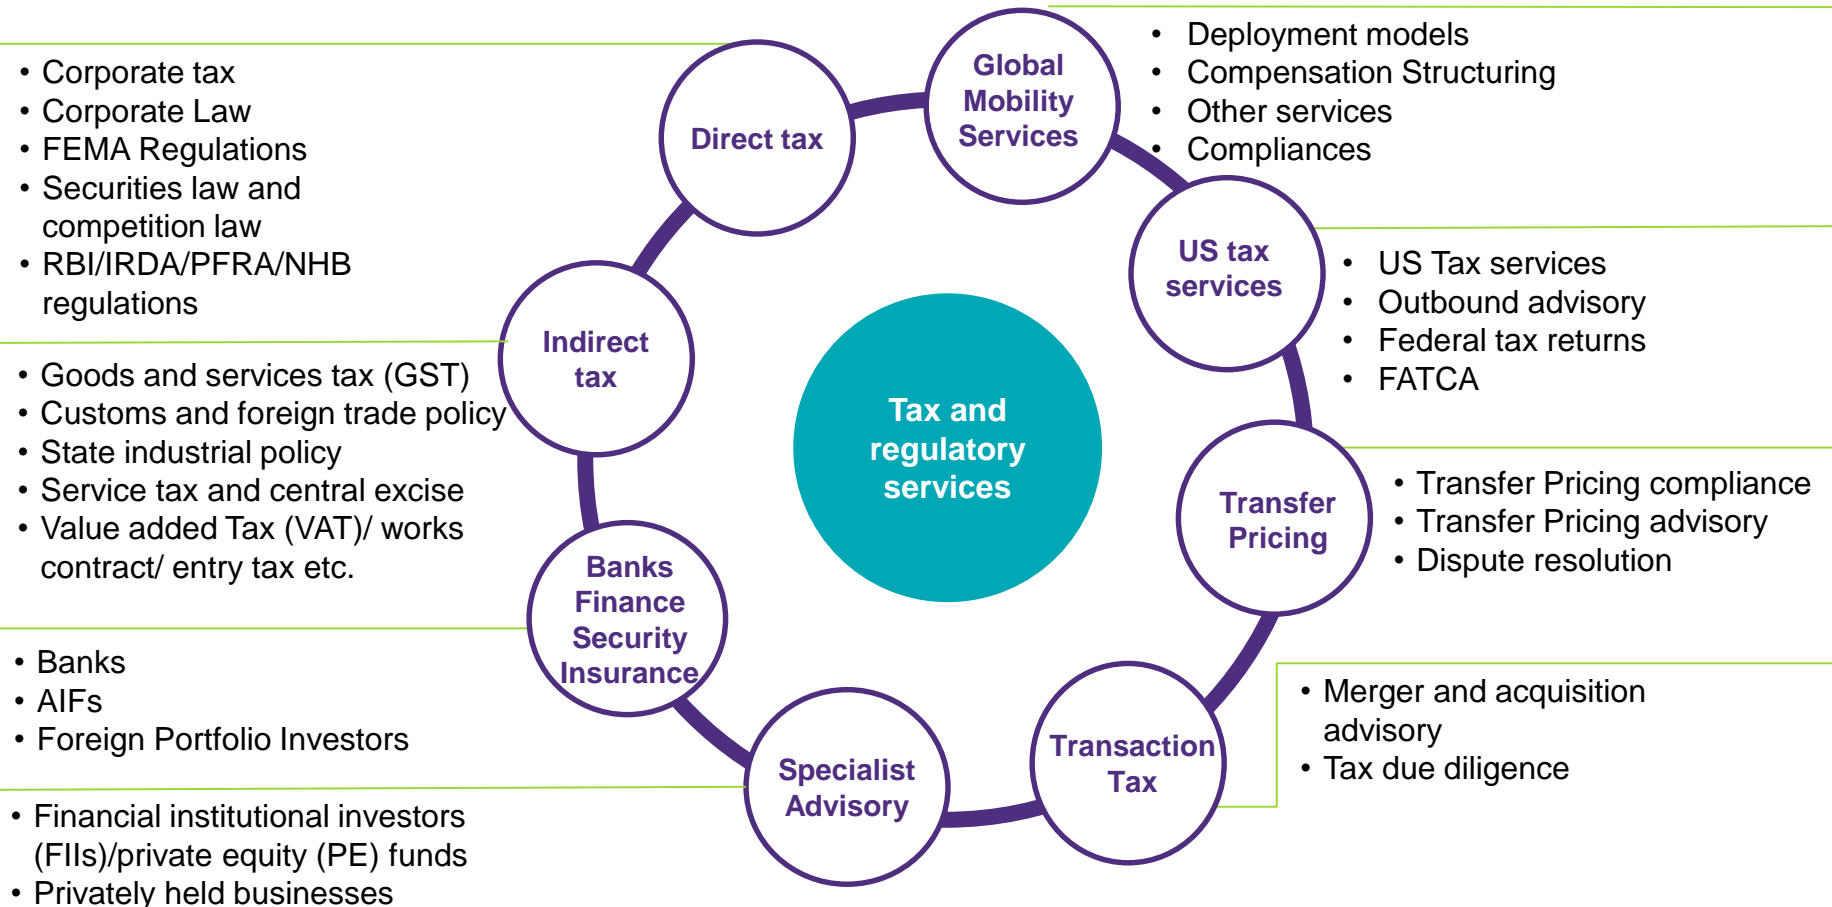 • Corporate tax
• Corporate Law
• FEMA Regulations
• Securities law and
competition law
• RBI/IRDA/PFRA/NHB
regulations
Direct tax
Global
Mobility
Services
• Deployment models
• Compensation Structuring
• Other services
• Compliances
US tax
services
• US Tax services
• Outbound advisory
• Federal tax returns
• FATCA
Indirect
tax
• Goods and services tax (GST)
• Customs and foreign trade policy
• State industrial policy
• Service tax and central excise
• Value added Tax (VAT)/ works
contract/ entry tax etc.
Tax and
regulatory
services
Transfer
Pricing
• Transfer Pricing compliance
• Transfer Pricing advisory
• Dispute resolution
Banks
Finance
Security
Insurance
• Banks
• AIFs
• Foreign Portfolio Investors
Transaction
Tax
• Merger and acquisition
advisory
• Tax due diligence
Specialist
Advisory
• Financial institutional investors
(FIIs)/private equity (PE) funds
• Privately held businesses